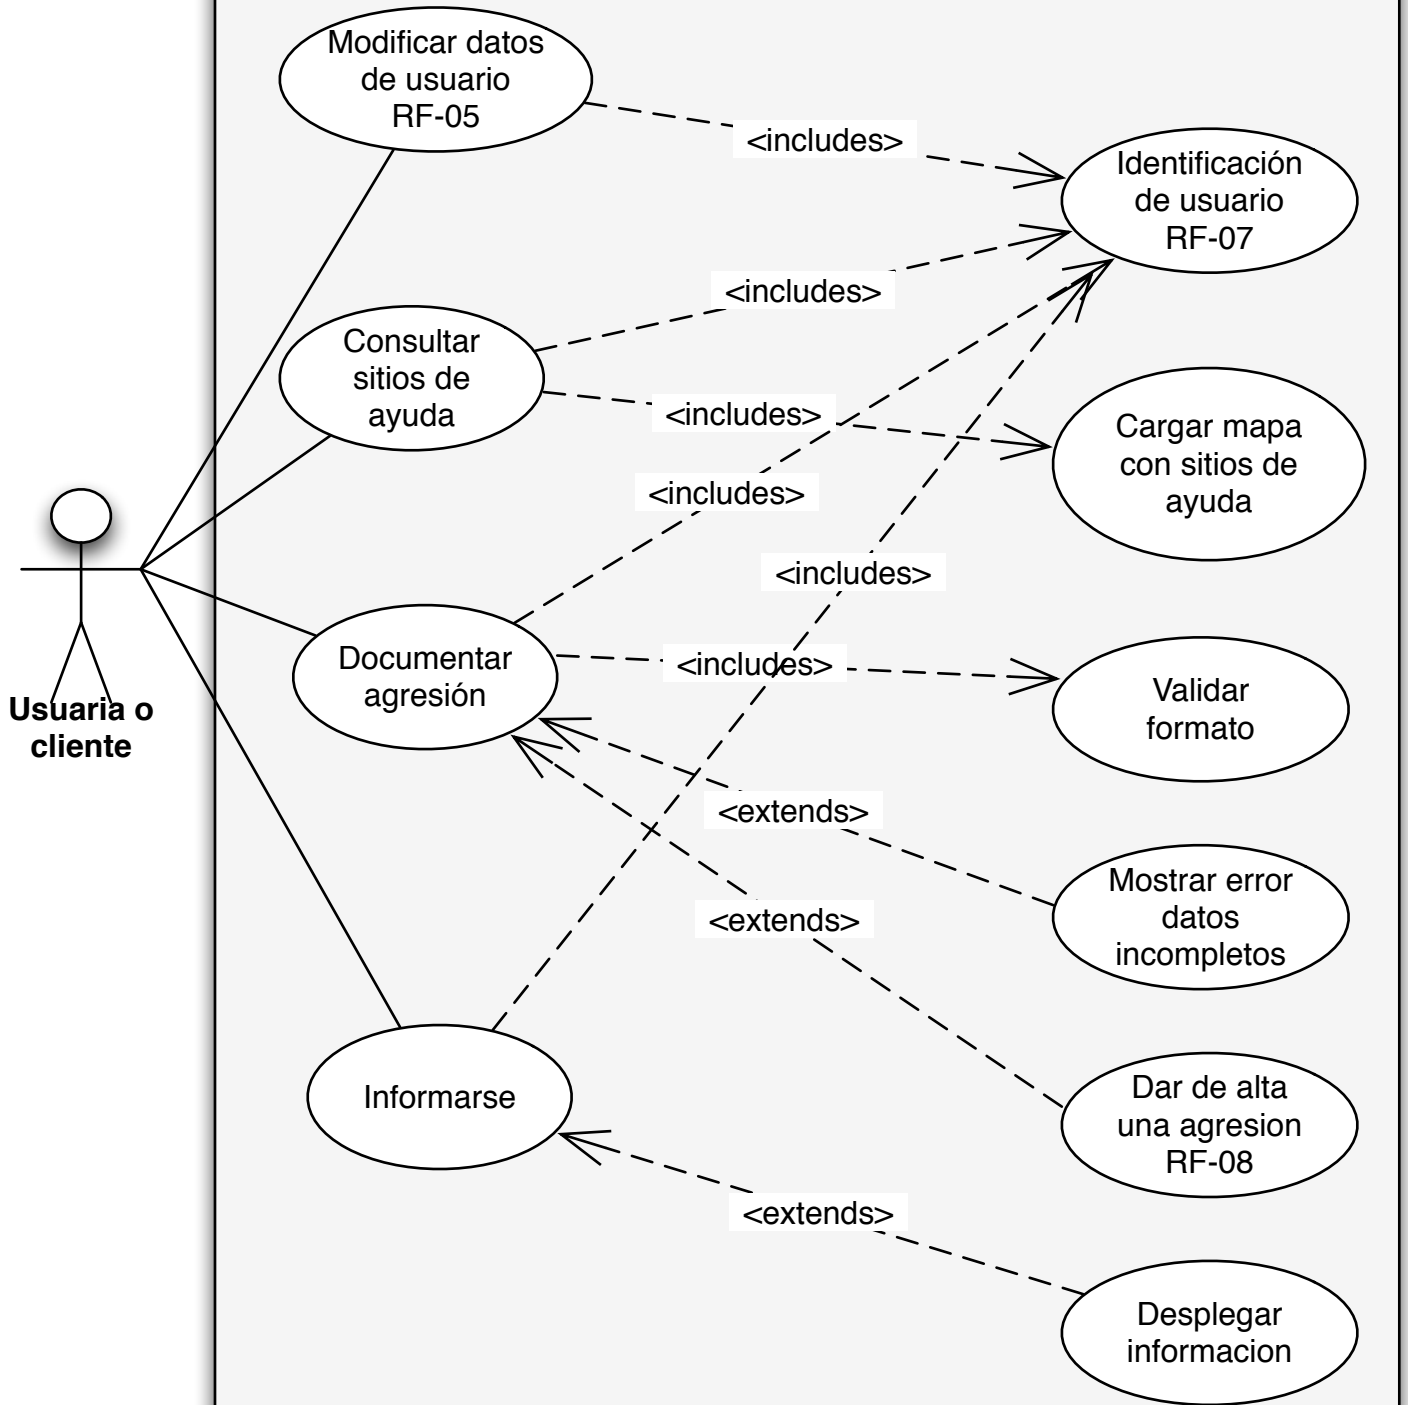 Modificar datos
de usuario
RF-05
<includes>
Identificación
de usuario
RF-07
<includes>
Consultar
sitios de
ayuda
<includes>
Cargar mapa
con sitios de
ayuda
<includes>
<includes>
Documentar
agresión
<includes>
Validar
formato
Usuaria o
cliente
<extends>
Mostrar error
datos
incompletos
<extends>
Informarse
Dar de alta
una agresion
RF-08
<extends>
Desplegar
informacion